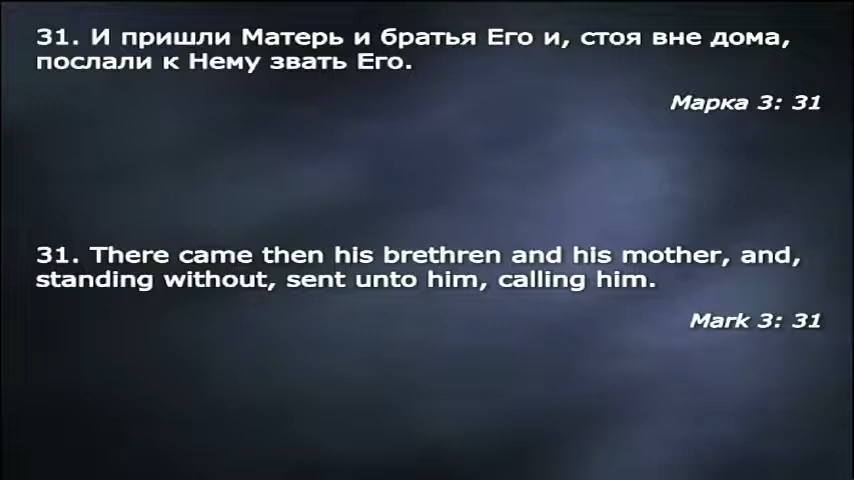 31. И пришли Матерь и братья Его и, стоя вне дома,
послали к Нему звать Его.
Марка 3: 31
31. There came then his brethren and his mother, and,
standing without, sent unto him, calling him.
Mark 3: 31